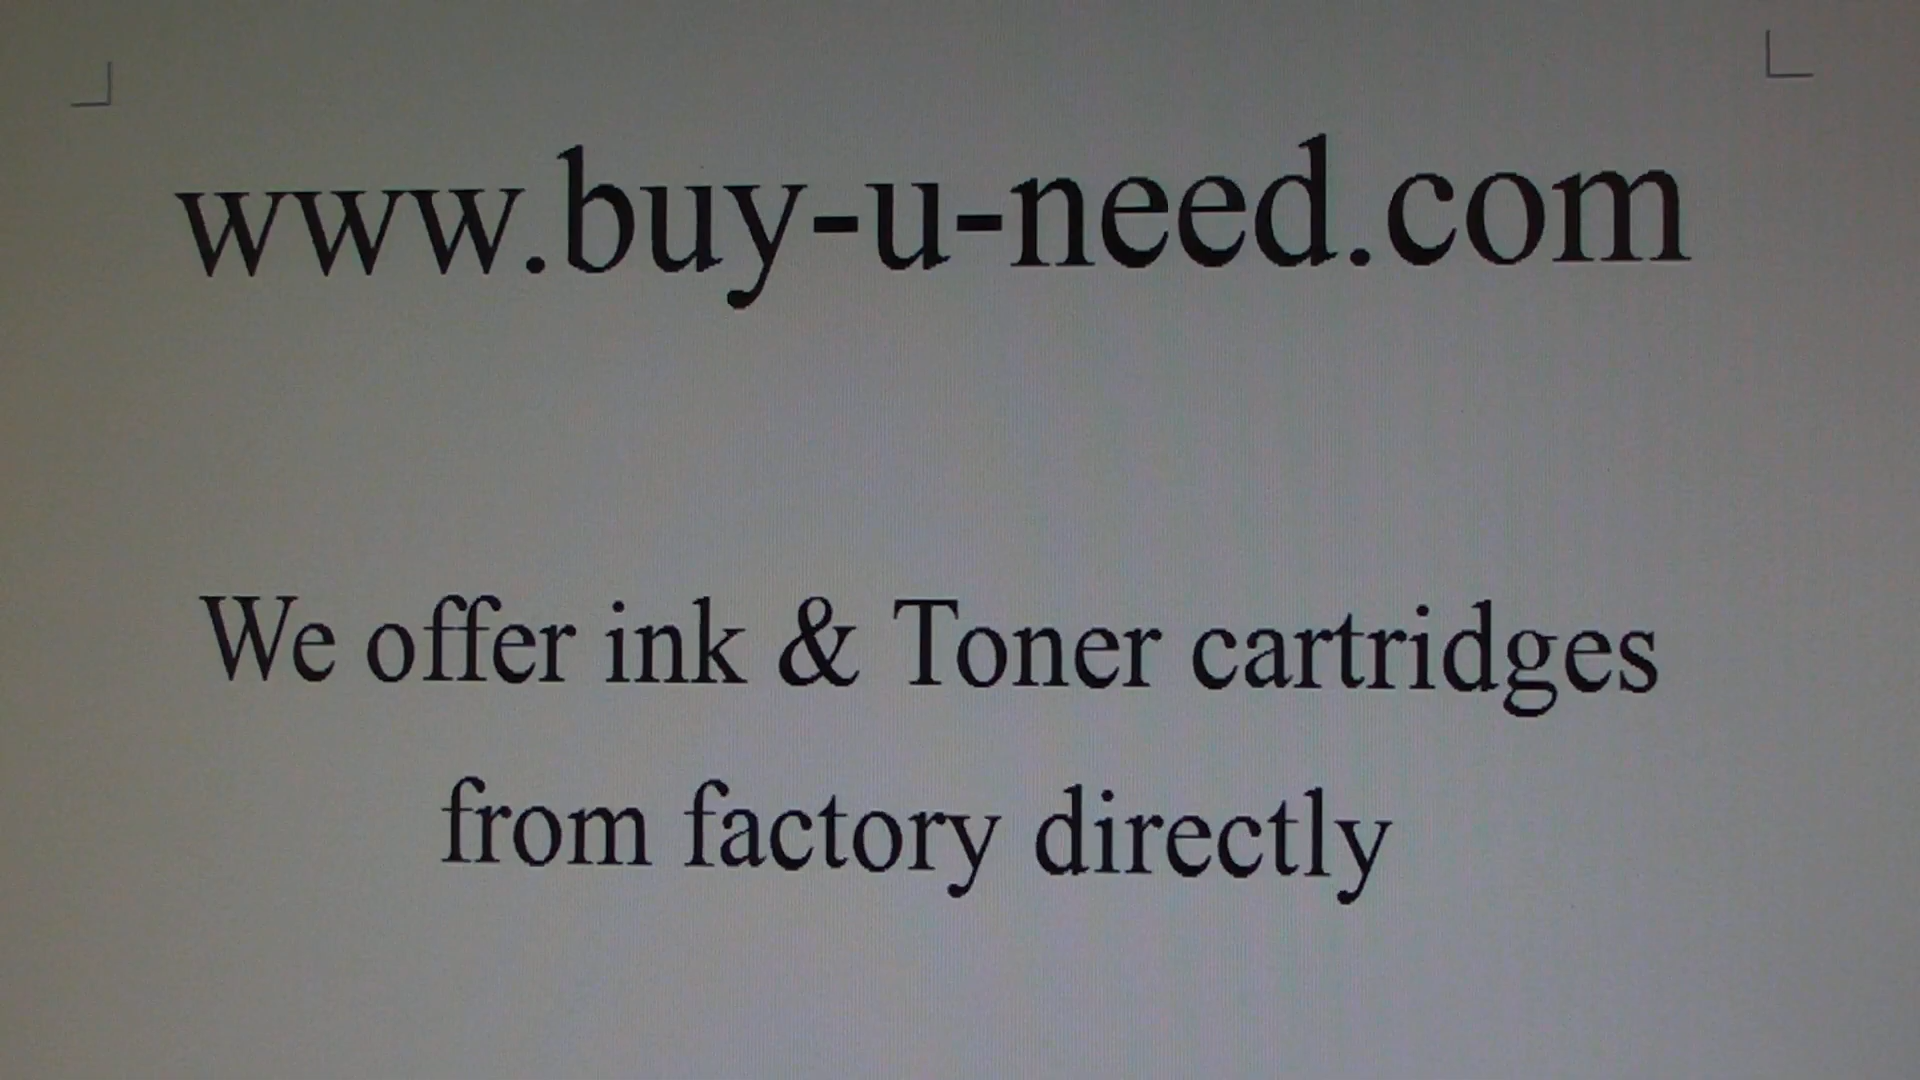 www.buy-u-need.com
We offer ink & Toner cartridges
from factory directly